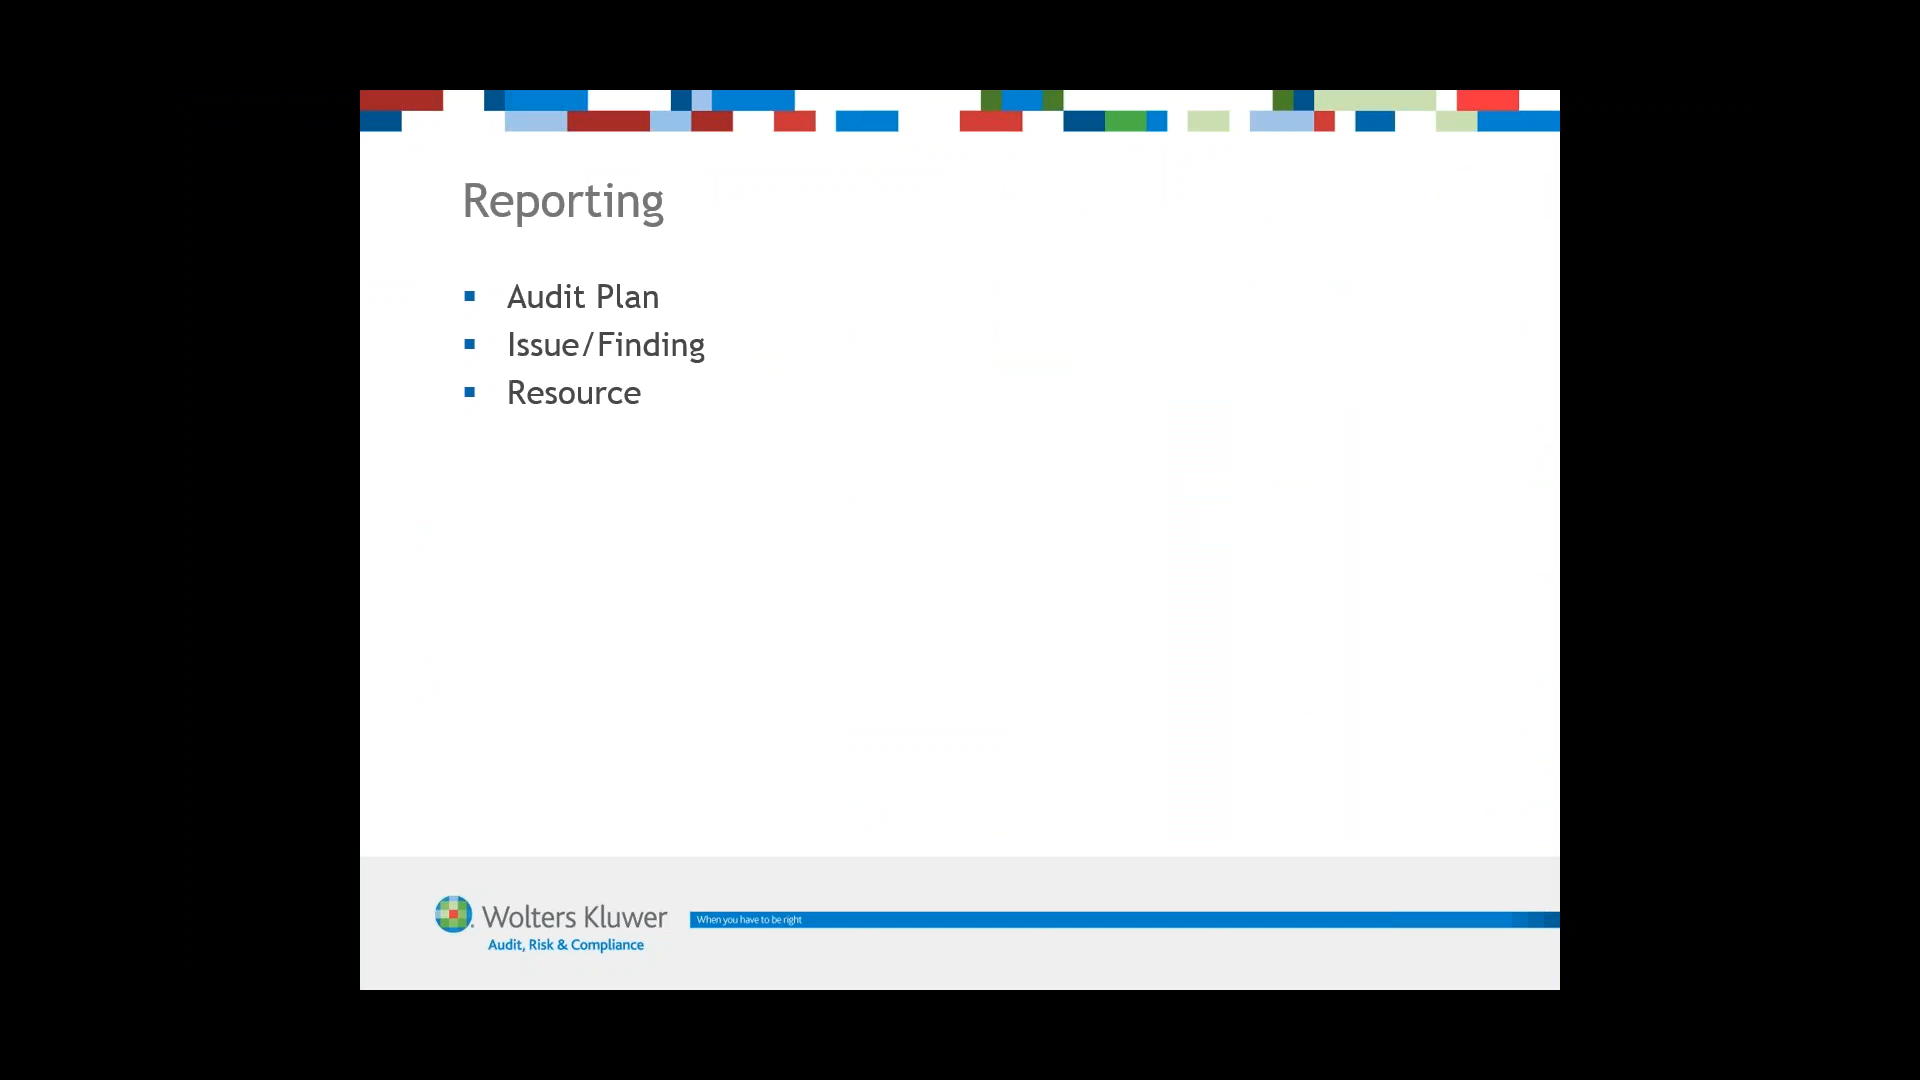 Reporting
Audit Plan
Issue/Finding
Resource
Wolters Kluwer
When you have to be right
Audit, Risk & Compliance